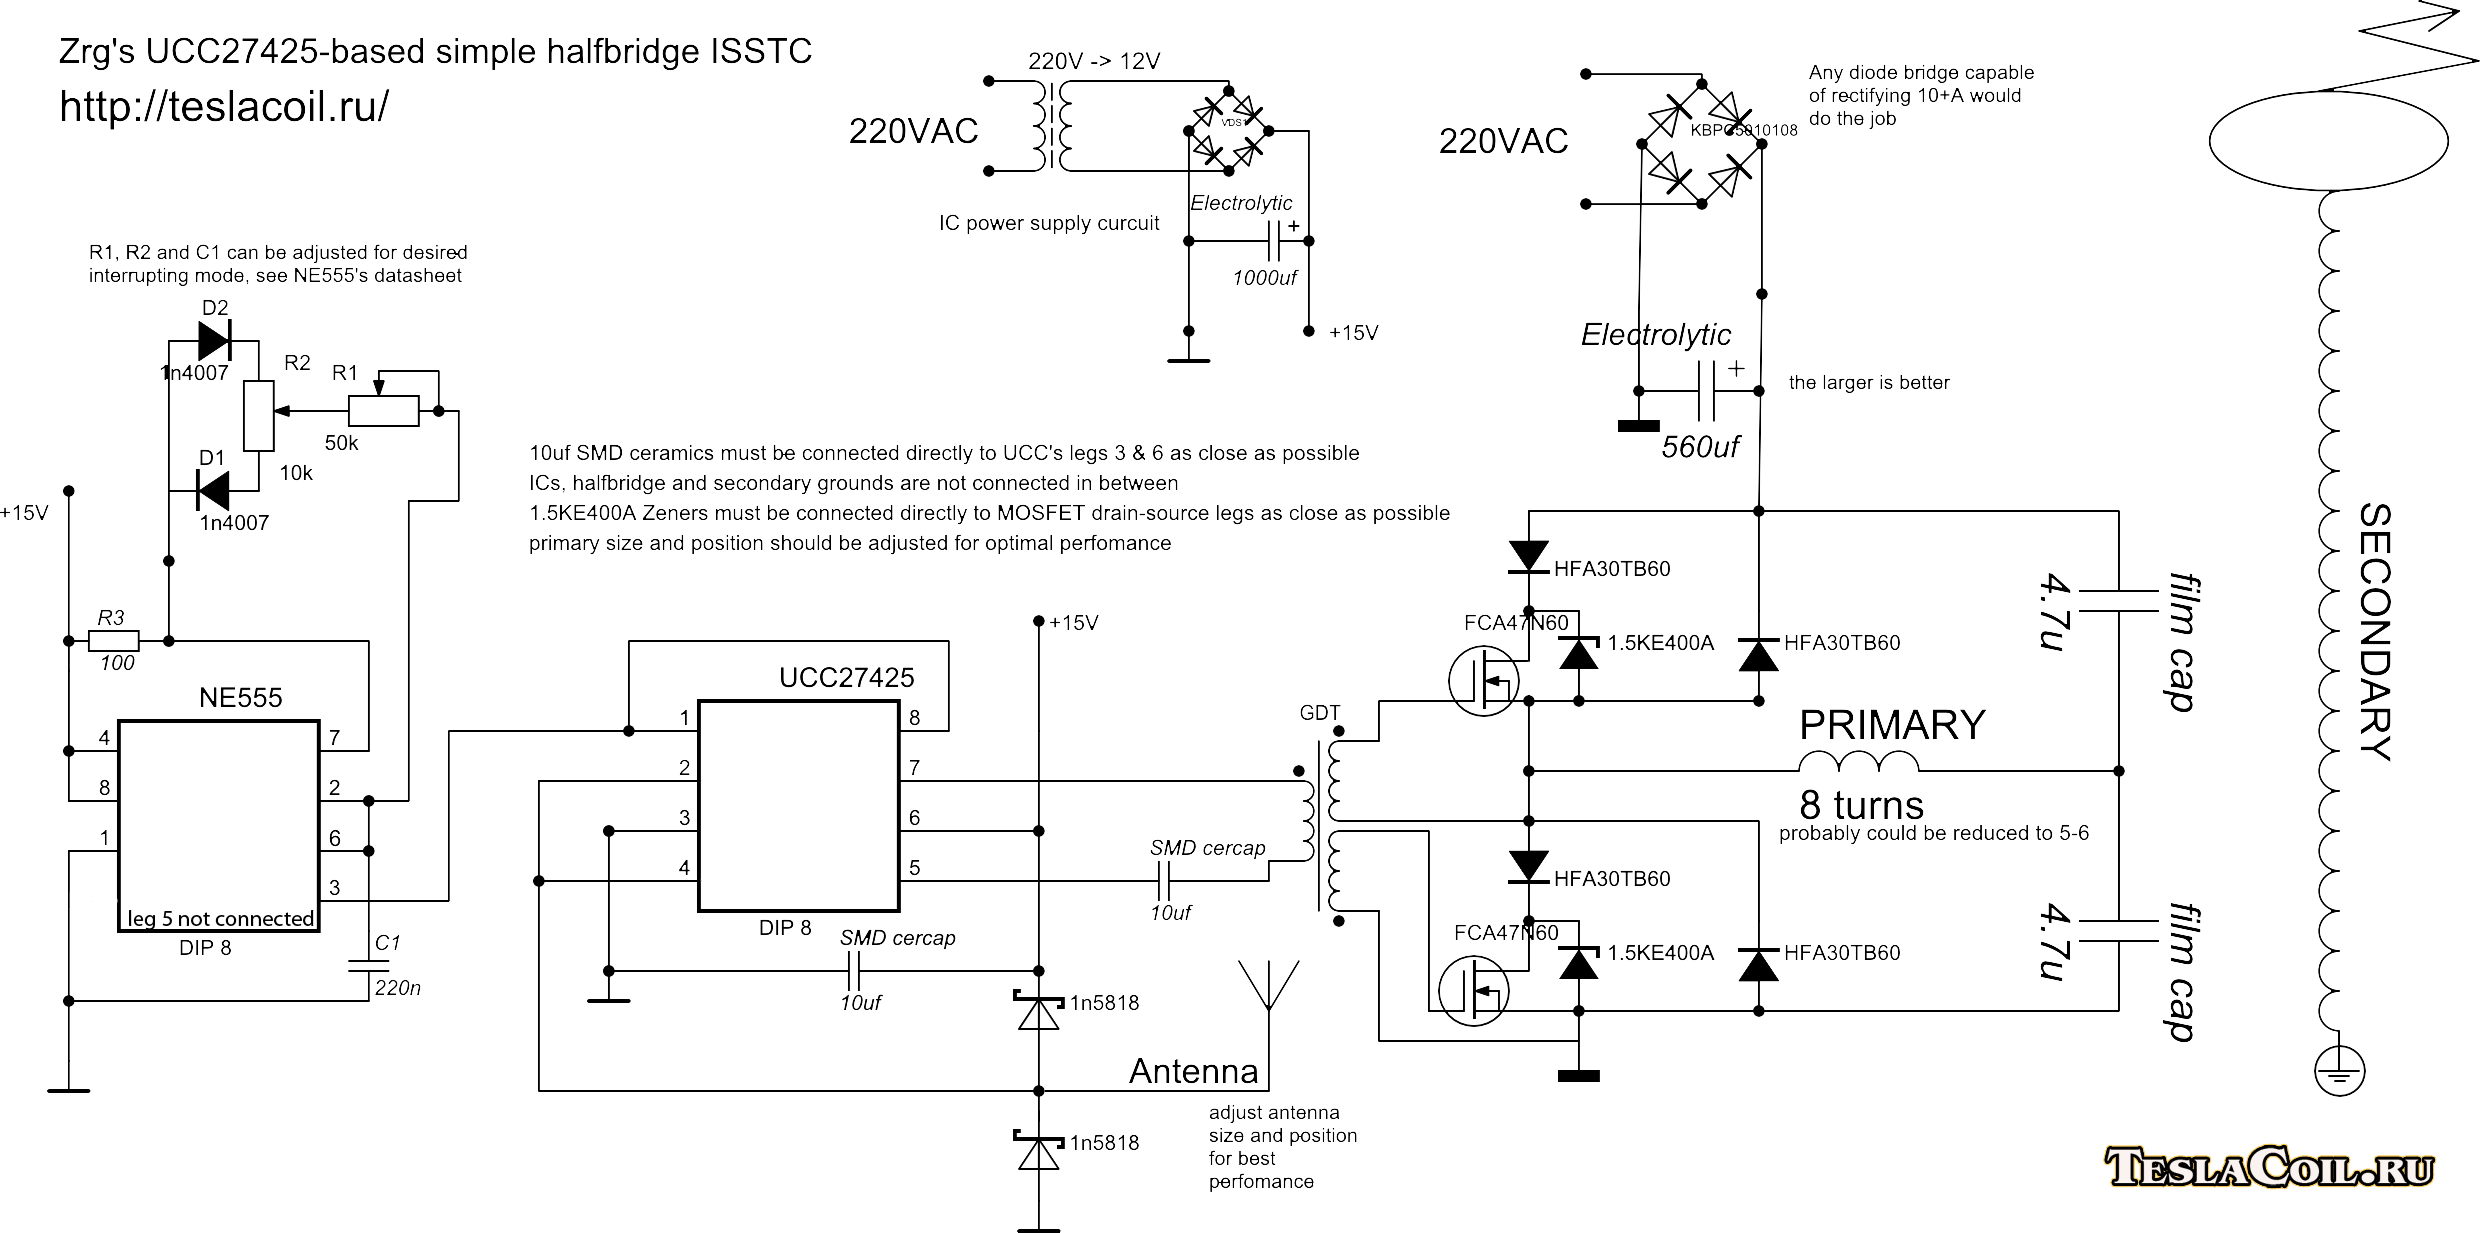 Zrg's UCC27425-based simple halfbridge ISSTC
http://teslacoil.ru/
220V -> 12V
220VAC
VDS1
IC power supply curcuit
Electrolytic
+
1000uf
+15V
220VAC
KBPC5010108
Any diode bridge capable
of rectifying 10+A would
do the job
Electrolytic
+
the larger is better
560uf
R1, R2 and C1 can be adjusted for desired
interrupting mode, see NE555's datasheet
D2
1n4007
R2
R1
50k
D1
10k
1n4007
+15V
R3
100
NE555
4
8
1
7
2
6
3
leg 5 not connected
DIP 8
C1
220n
10uf SMD ceramics must be connected directly to UCC's legs 3 & 6 as close as possible
ICs, halfbridge and secondary grounds are not connected in between
1.5KE400A Zeners must be connected directly to MOSFET drain-source legs as close as possible
primary size and position should be adjusted for optimal perfomance
+15V
UCC27425
1
2
3
4
8
7
6
5
DIP 8
SMD cercap
10uf
SMD cercap
10uf
1n5818
1n5818
Antenna
adjust antenna
size and position
for best
perfomance
GDT
HFA30TB60
FCA47N60
1.5KE400A
HFA30TB60
PRIMARY
8 turns
probably could be reduced to 5-6
HFA30TB60
FCA47N60
1.5KE400A
HFA30TB60
4.7u
film cap
4.7u
film cap
SECONDARY
TESLACOIL.RU